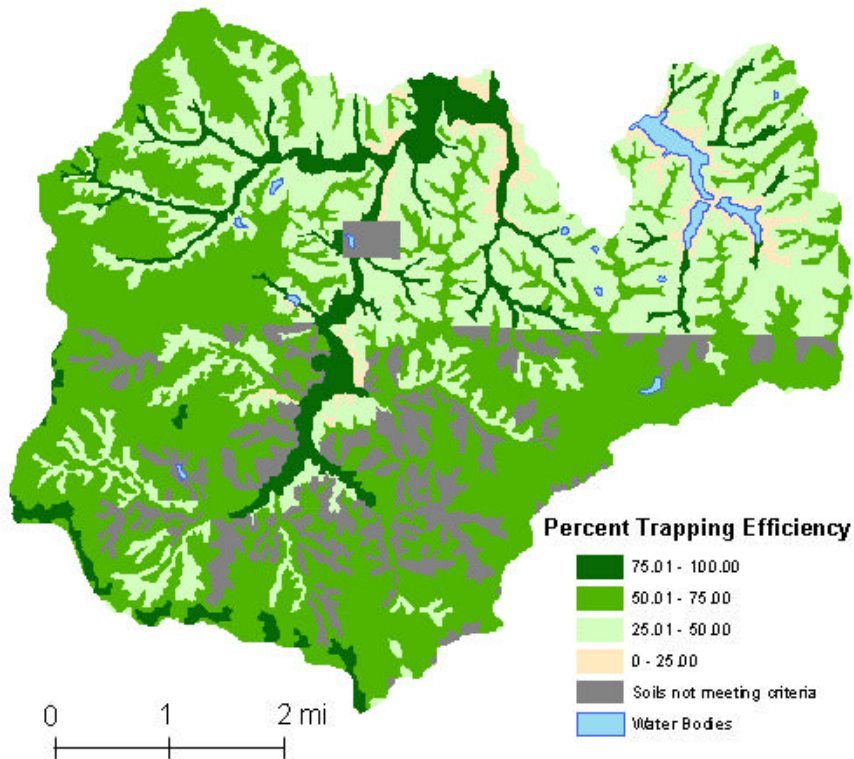 Percent Trapping Efficiency
75.01 - 100.00
50.01 - 75.00
25.01 - 50.00
0 - 25.00
Soils not meeting criteria
Water Bodies
0 1 2 mi